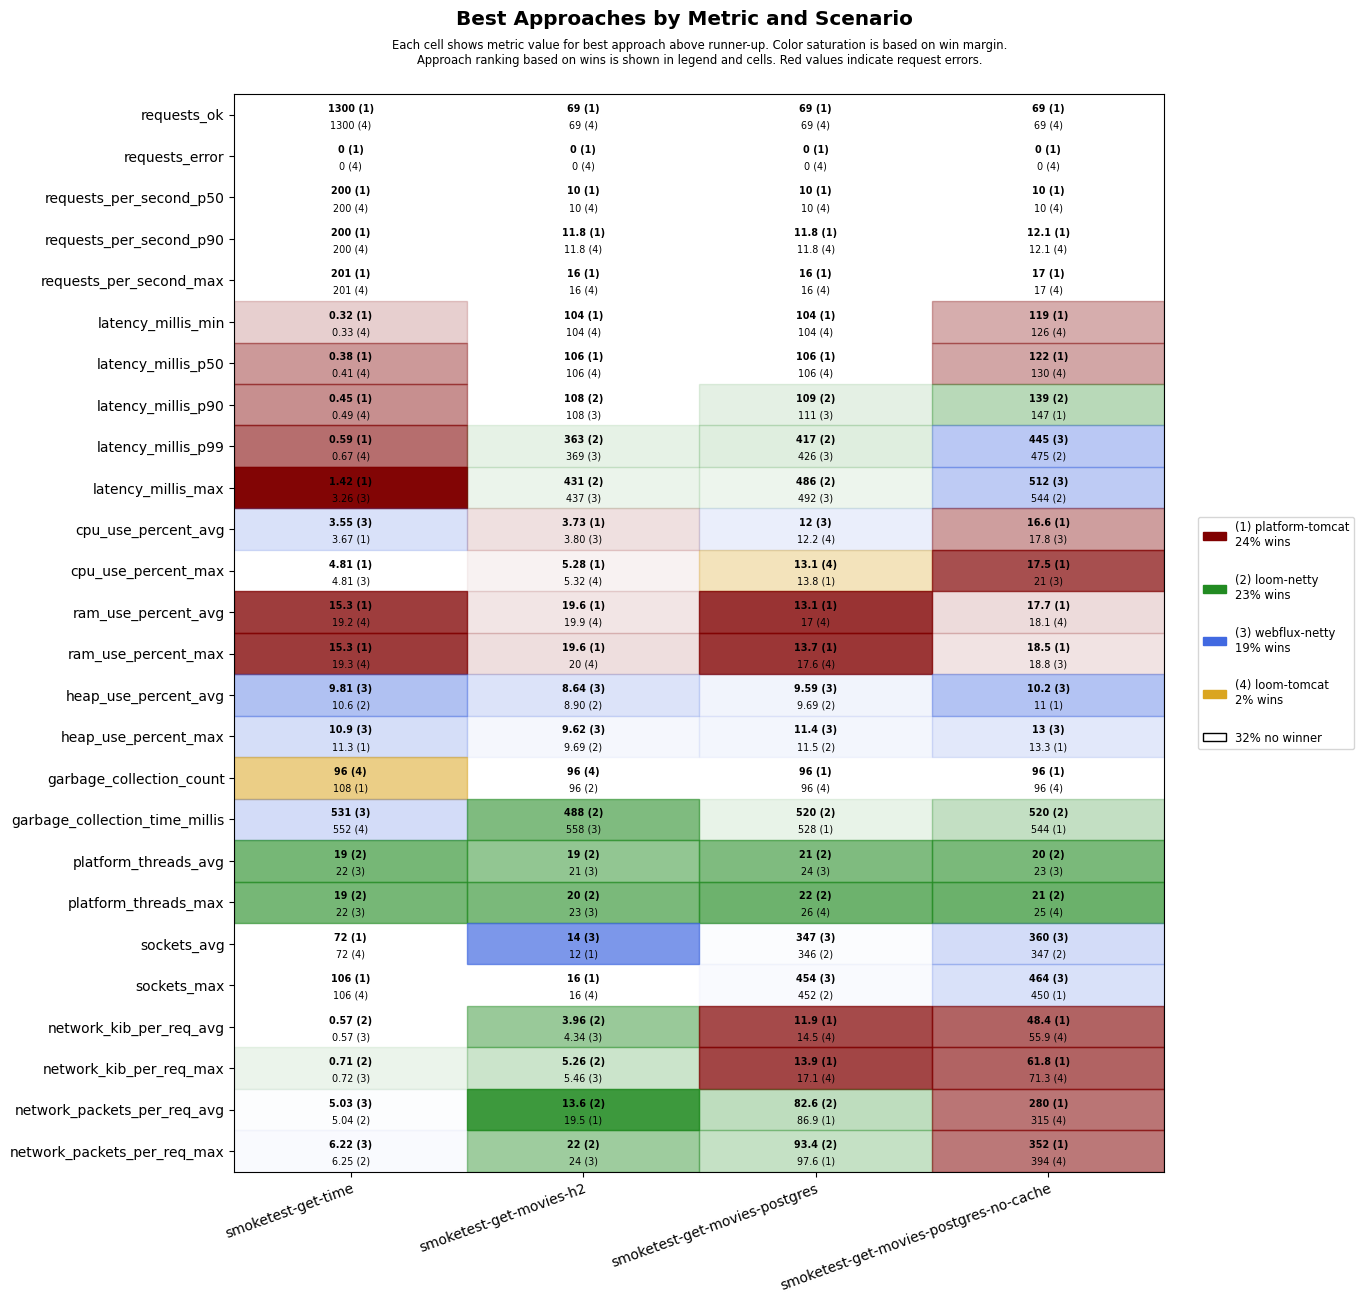 Best Approaches by Metric and Scenario
Each cell shows metric value for best approach above runner-up. Color saturation is based on win margin.
Approach ranking based on wins is shown in legend and cells. Red values indicate request errors.
requests_ok
1300 (1) 69 (1) 69 (1) 69 (1)
1300 (4) 69 (4) 69 (4) 69 (4)
requests_error
0 (1) 0 (1) 0 (1) 0 (1)
0 (4) 0 (4) 0 (4) 0 (4)
requests_per_second_p50
200 (1) 10 (1) 10 (1) 10 (1)
200 (4) 10 (4) 10 (4) 10 (4)
requests_per_second_p90
200 (1) 11.8 (1) 11.8 (1) 12.1 (1)
200 (4) 11.8 (4) 11.8 (4) 12.1 (4)
requests_per_second_max
201 (1) 16 (1) 16 (1) 17 (1)
201 (4) 16 (4) 16 (4) 17 (4)
latency_millis_min
0.32 (1) 104 (1) 104 (1) 119 (1)
0.33 (4) 104 (4) 104 (4) 126 (4)
latency_millis_p50
0.38 (1) 106 (1) 106 (1) 122 (1)
0.41 (4) 106 (4) 106 (4) 130 (4)
latency_millis_p90
0.45 (1) 108 (2) 109 (2) 139 (2)
0.49 (4) 108 (3) 111 (3) 147 (1)
latency_millis_p99
0.59 (1) 363 (2) 417 (2) 445 (3)
0.67 (4) 369 (3) 426 (3) 475 (2)
latency_millis_max
1.42 (1) 431 (2) 486 (2) 512 (3)
3.26 (3) 437 (3) 492 (3) 544 (2)
cpu_use_percent_avg
3.55 (3) 3.73 (1) 12 (3) 16.6 (1)
3.67 (1) 3.80 (3) 12.2 (4) 17.8 (3)
cpu_use_percent_max
4.81 (1) 5.28 (1) 13.1 (4) 17.5 (1)
4.81 (3) 5.32 (4) 13.8 (1) 21 (3)
ram_use_percent_avg
15.3 (1) 19.6 (1) 13.1 (1) 17.7 (1)
19.2 (4) 19.9 (4) 17 (4) 18.1 (4)
ram_use_percent_max
15.3 (1) 19.6 (1) 13.7 (1) 18.5 (1)
19.3 (4) 20 (4) 17.6 (4) 18.8 (3)
heap_use_percent_avg
9.81 (3) 8.64 (3) 9.59 (3) 10.2 (3)
10.6 (2) 8.90 (2) 9.69 (2) 11 (1)
heap_use_percent_max
10.9 (3) 9.62 (3) 11.4 (3) 13 (3)
11.3 (1) 9.69 (2) 11.5 (2) 13.3 (1)
garbage_collection_count
96 (4) 96 (4) 96 (1) 96 (1)
108 (1) 96 (2) 96 (4) 96 (4)
garbage_collection_time_millis
531 (3) 488 (2) 520 (2) 520 (2)
552 (4) 558 (3) 528 (1) 544 (1)
platform_threads_avg
19 (2) 19 (2) 21 (2) 20 (2)
22 (3) 21 (3) 24 (3) 23 (3)
platform_threads_max
19 (2) 20 (2) 22 (2) 21 (2)
22 (3) 23 (3) 26 (4) 25 (4)
sockets_avg
72 (1) 14 (3) 347 (3) 360 (3)
72 (4) 12 (1) 346 (2) 347 (2)
sockets_max
106 (1) 16 (1) 454 (3) 464 (3)
106 (4) 16 (4) 452 (2) 450 (1)
network_kib_per_req_avg
0.57 (2) 3.96 (2) 11.9 (1) 48.4 (1)
0.57 (3) 4.34 (3) 14.5 (4) 55.9 (4)
network_kib_per_req_max
0.71 (2) 5.26 (2) 13.9 (1) 61.8 (1)
0.72 (3) 5.46 (3) 17.1 (4) 71.3 (4)
network_packets_per_req_avg
5.03 (3) 13.6 (2) 82.6 (2) 280 (1)
5.04 (2) 19.5 (1) 86.9 (1) 315 (4)
network_packets_per_req_max
6.22 (3) 22 (2) 93.4 (2) 352 (1)
6.25 (2) 24 (3) 97.6 (1) 394 (4)
smoketest-get-time
smoketest-get-movies-h2
smoketest-get-movies-postgres
smoketest-get-movies-postgres-no-cache
(1) platform-tomcat
24% wins
(2) loom-netty
23% wins
(3) webflux-netty
19% wins
(4) loom-tomcat
2% wins
32% no winner